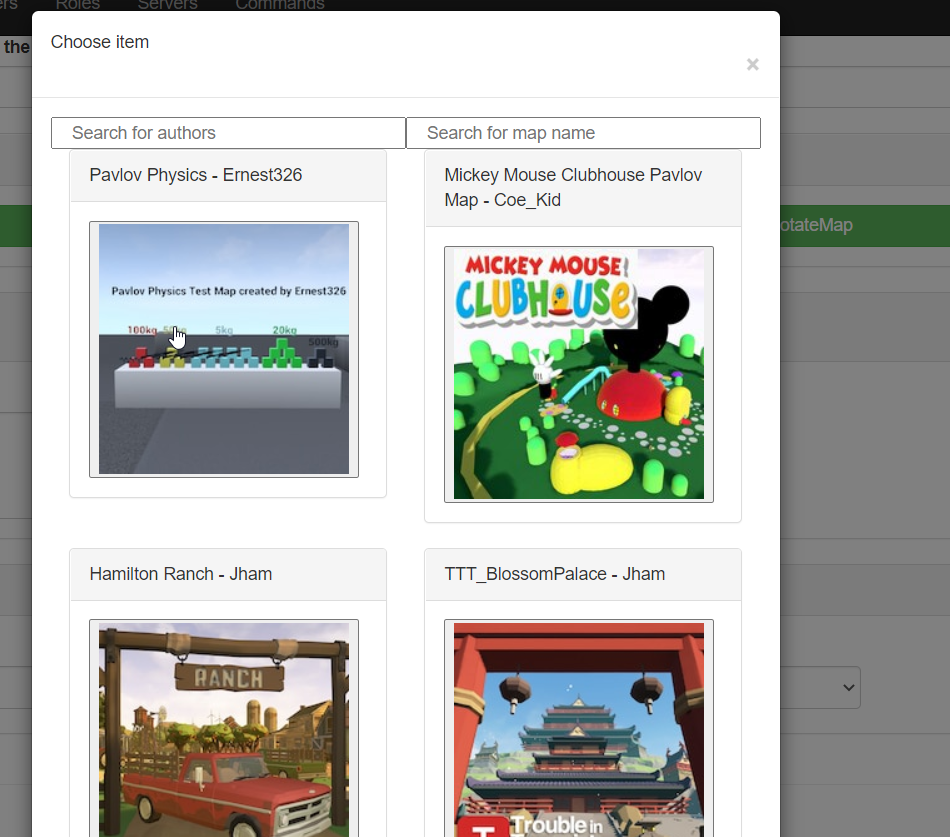 Roles
Servers
Commands
Choose item
×
the
Search for authors
Search for map name
Pavlov Physics - Ernest326
Mickey Mouse Clubhouse Pavlov
Map - Coe_Kid
otateMap
Pavlov Physics Test Map created by Ernest326
100kg
5kg
20kg
500kg
MICKEY MOUSE
CLUBHOUSE
Hamilton Ranch - Jham
TTT_BlossomPalace - Jham
RANCH
T
Trouble in